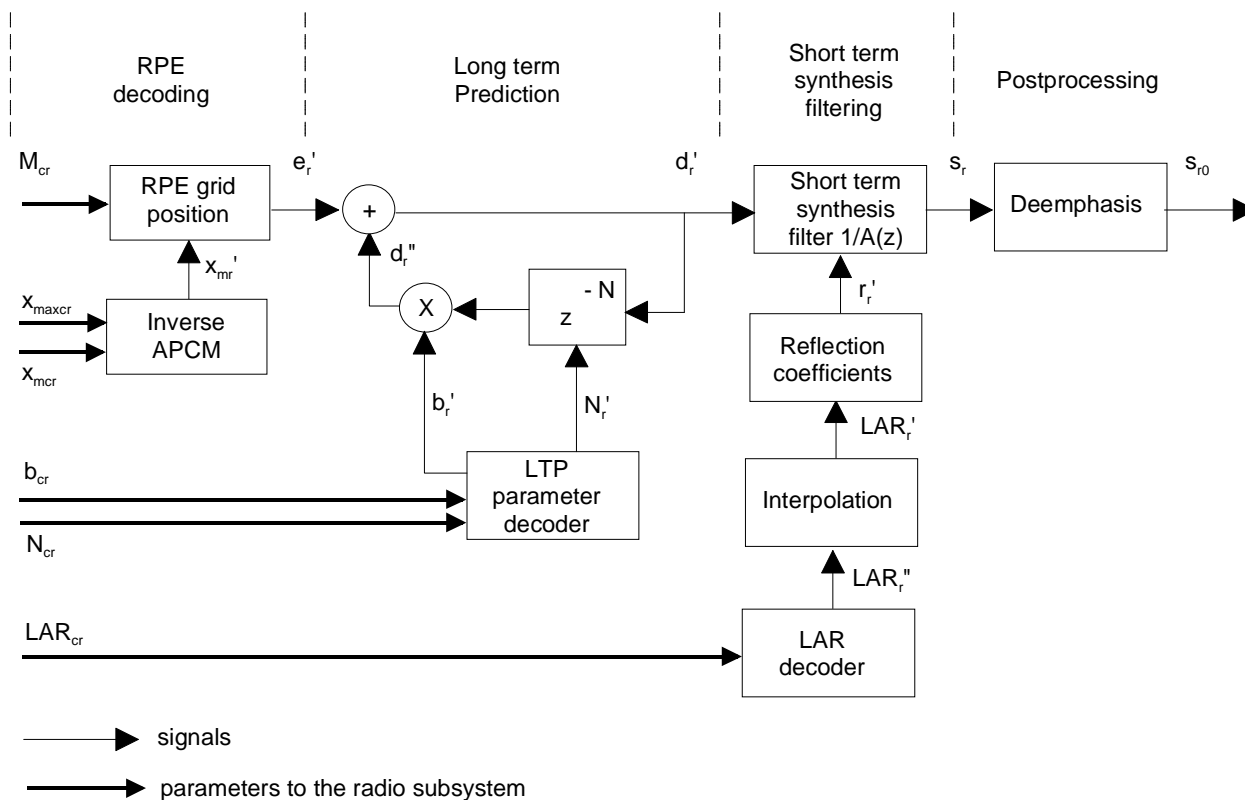 RPE
decoding
Long term
Prediction
Short term
synthesis
filtering
Postprocessing
M_cr
RPE grid
position
e_r'
+
d_r'
Short term
synthesis
filter 1/A(z)
s_r
Deemphasis
s_r0
x_mr'
d_r''
x_maxcr
Inverse
APCM
x_mcr
X
z^-N
r_r'
Reflection
coefficients
b_r'
N_r'
LAR_r'
b_cr
N_cr
LTP
parameter
decoder
Interpolation
LAR_r''
LAR_cr
LAR
decoder
signals
parameters to the radio subsystem